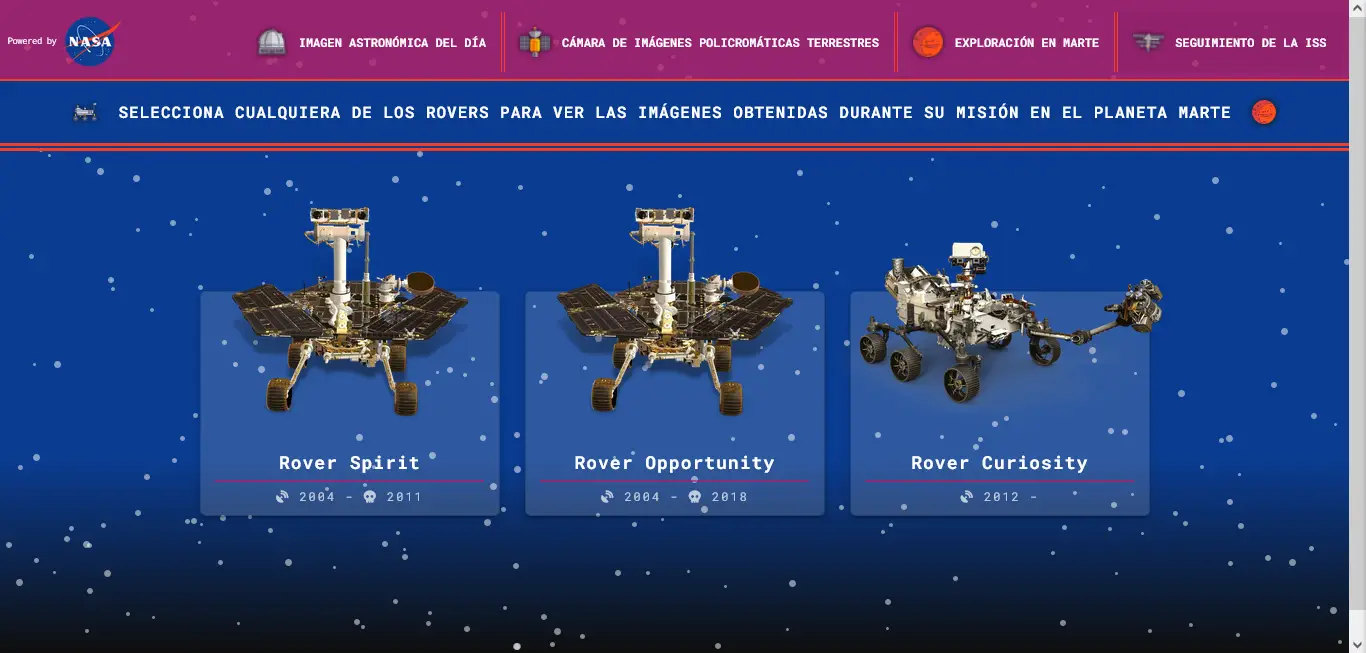 Powered by NASA
IMAGEN ASTRONÓMICA DEL DÍA
CÁMARA DE IMÁGENES POLICROMÁTICAS TERRESTRES
EXPLORACIÓN EN MARTE
SEGUIMIENTO DE LA ISS
SELECCIONA CUALQUIERA DE LOS ROVERS PARA VER LAS IMÁGENES OBTENIDAS DURANTE SU MISIÓN EN EL PLANETA MARTE
Rover Spirit
2004 - 2011
Rover Opportunity
2004 - 2018
Rover Curiosity
2012 -